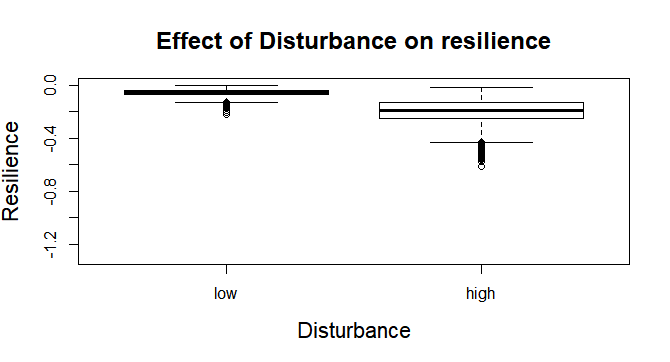 Effect of Disturbance on resilience
Resilience
0.0
-0.4
-0.8
-1.2
low
high
Disturbance